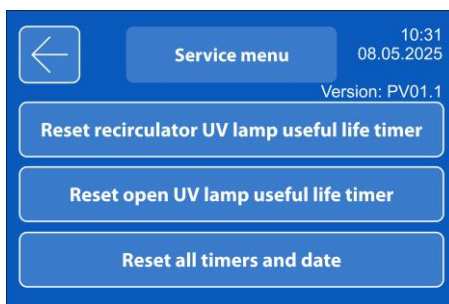 Service menu
10:31
08.05.2025
Version: PV01.1
Reset recirculator UV lamp useful life timer
Reset open UV lamp useful life timer
Reset all timers and date